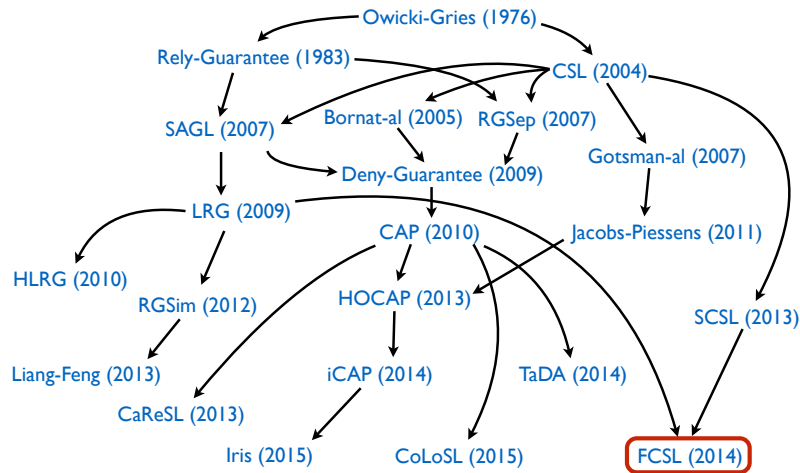 Owicki-Gries (1976)
Rely-Guarantee (1983)
CSL (2004)
Bornat-al (2005)
RGSep (2007)
SAGL (2007)
Gotsman-al (2007)
Deny-Guarantee (2009)
LRG (2009)
CAP (2010)
Jacobs-Piessens (2011)
HLRG (2010)
RGSim (2012)
HOCAP (2013)
SCSL (2013)
Liang-Feng (2013)
iCAP (2014)
TaDA (2014)
CaReSL (2013)
Iris (2015)
CoLoSL (2015)
FCSL (2014)